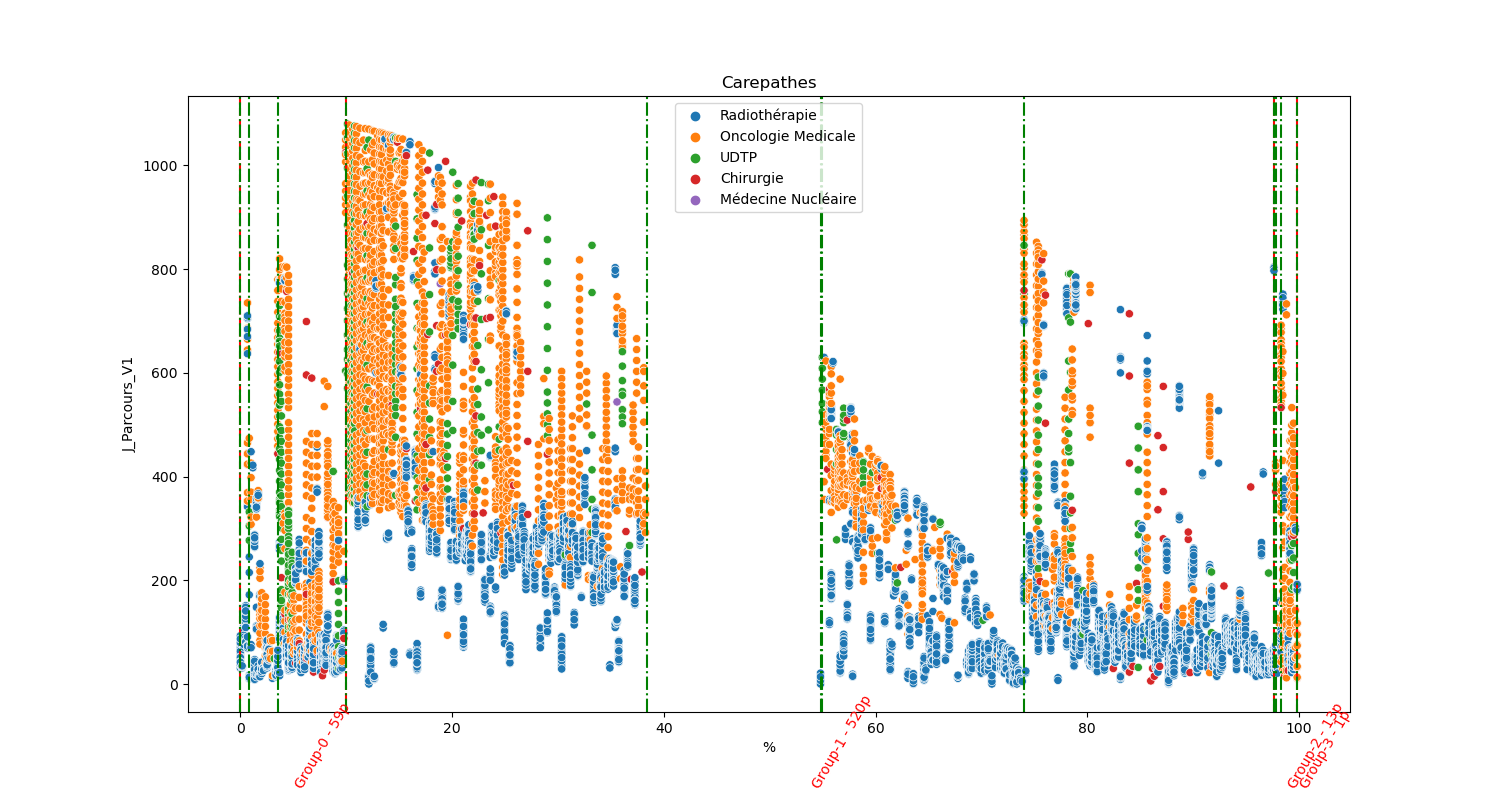 Carepathes
Radiothérapie
Oncologie Medicale
UDTP
Chirurgie
Médecine Nucléaire
J_Parcours_V1
1000
800
600
400
200
0
0
20
40
60
80
100
%
Group-0 - 59p
Group-1 - 520p
Group-2 - 13p
Group-3 - 1p